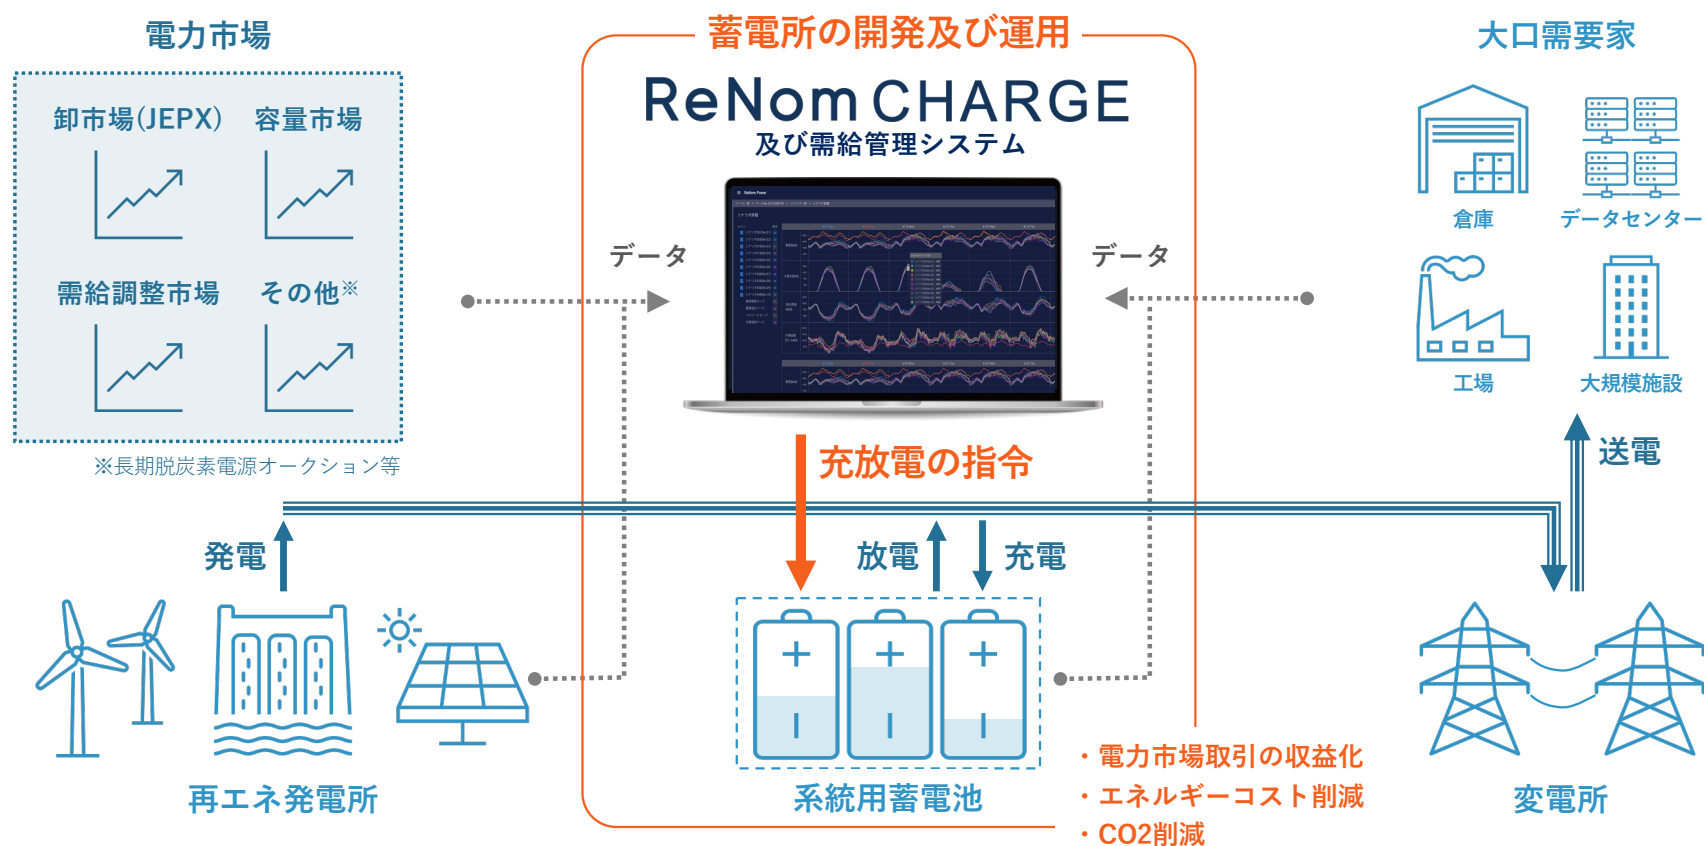 電力市場
卸市場(JEPX)
容量市場
需給調整市場
その他※
※長期脱炭素電源オークション等
蓄電所の開発及び運用
ReNom CHARGE
及び需給管理システム
データ
データ
大口需要家
倉庫
データセンター
工場
大規模施設
充放電の指令
送電
発電
放電
充電
再エネ発電所
系統用蓄電池
変電所
・電力市場取引の収益化
・エネルギーコスト削減
・CO2削減